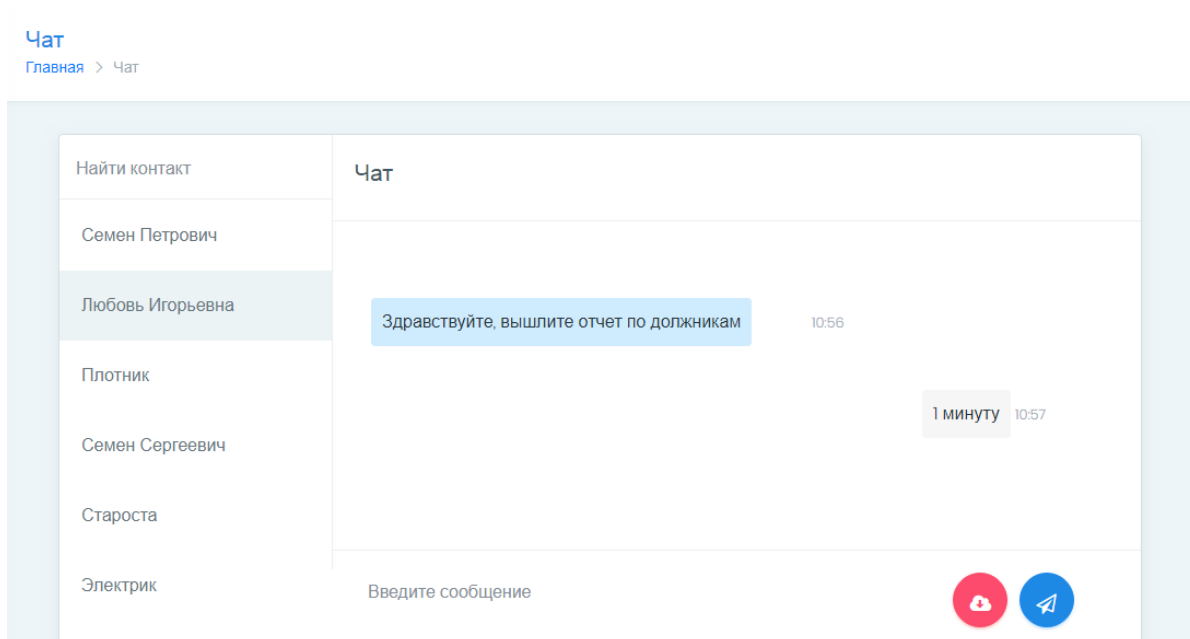 Чат
Главная > Чат
Найти контакт
Семен Петрович
Любовь Игорьевна
Плотник
Семен Сергеевич
Староста
Электрик
Чат
Здравствуйте, вышлите отчет по должникам 10:56
1 минуту 10:57
Введите сообщение